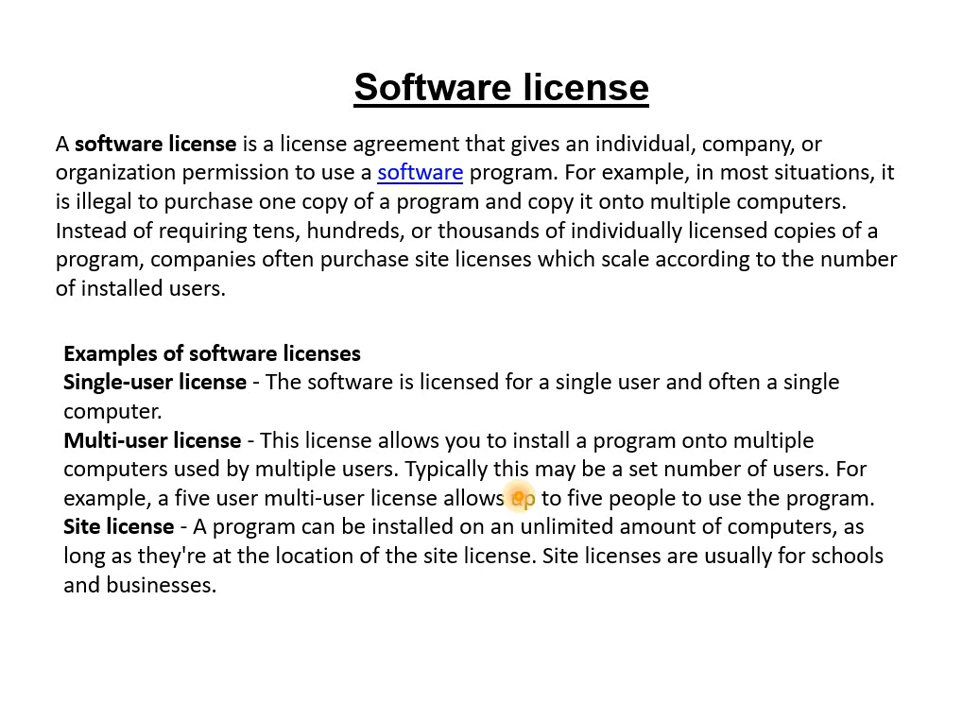 Software license
A software license is a license agreement that gives an individual, company, or
organization permission to use a software program. For example, in most situations, it
is illegal to purchase one copy of a program and copy it onto multiple computers.
Instead of requiring tens, hundreds, or thousands of individually licensed copies of a
program, companies often purchase site licenses which scale according to the number
of installed users.
Examples of software licenses
Single-user license - The software is licensed for a single user and often a single
computer.
Multi-user license - This license allows you to install a program onto multiple
computers used by multiple users. Typically this may be a set number of users. For
example, a five user multi-user license allows up to five people to use the program.
Site license - A program can be installed on an unlimited amount of computers, as
long as they're at the location of the site license. Site licenses are usually for schools
and businesses.